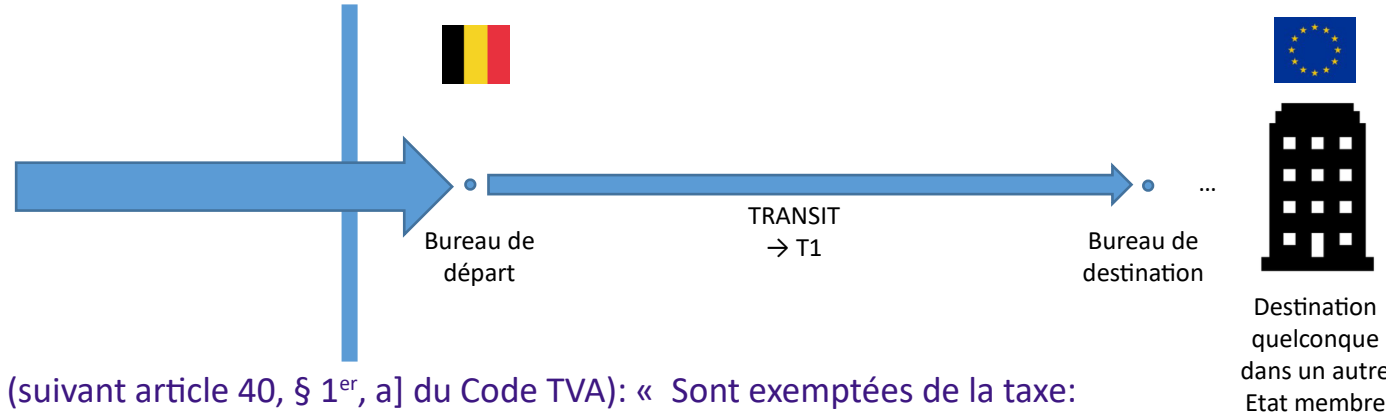 Bureau de
départ
TRANSIT
→ T1
Bureau de
destination
...
Destination
quelconque
dans un autre
Etat membre
(suivant article 40, § 1er, a] du Code TVA): « Sont exemptées de la taxe: